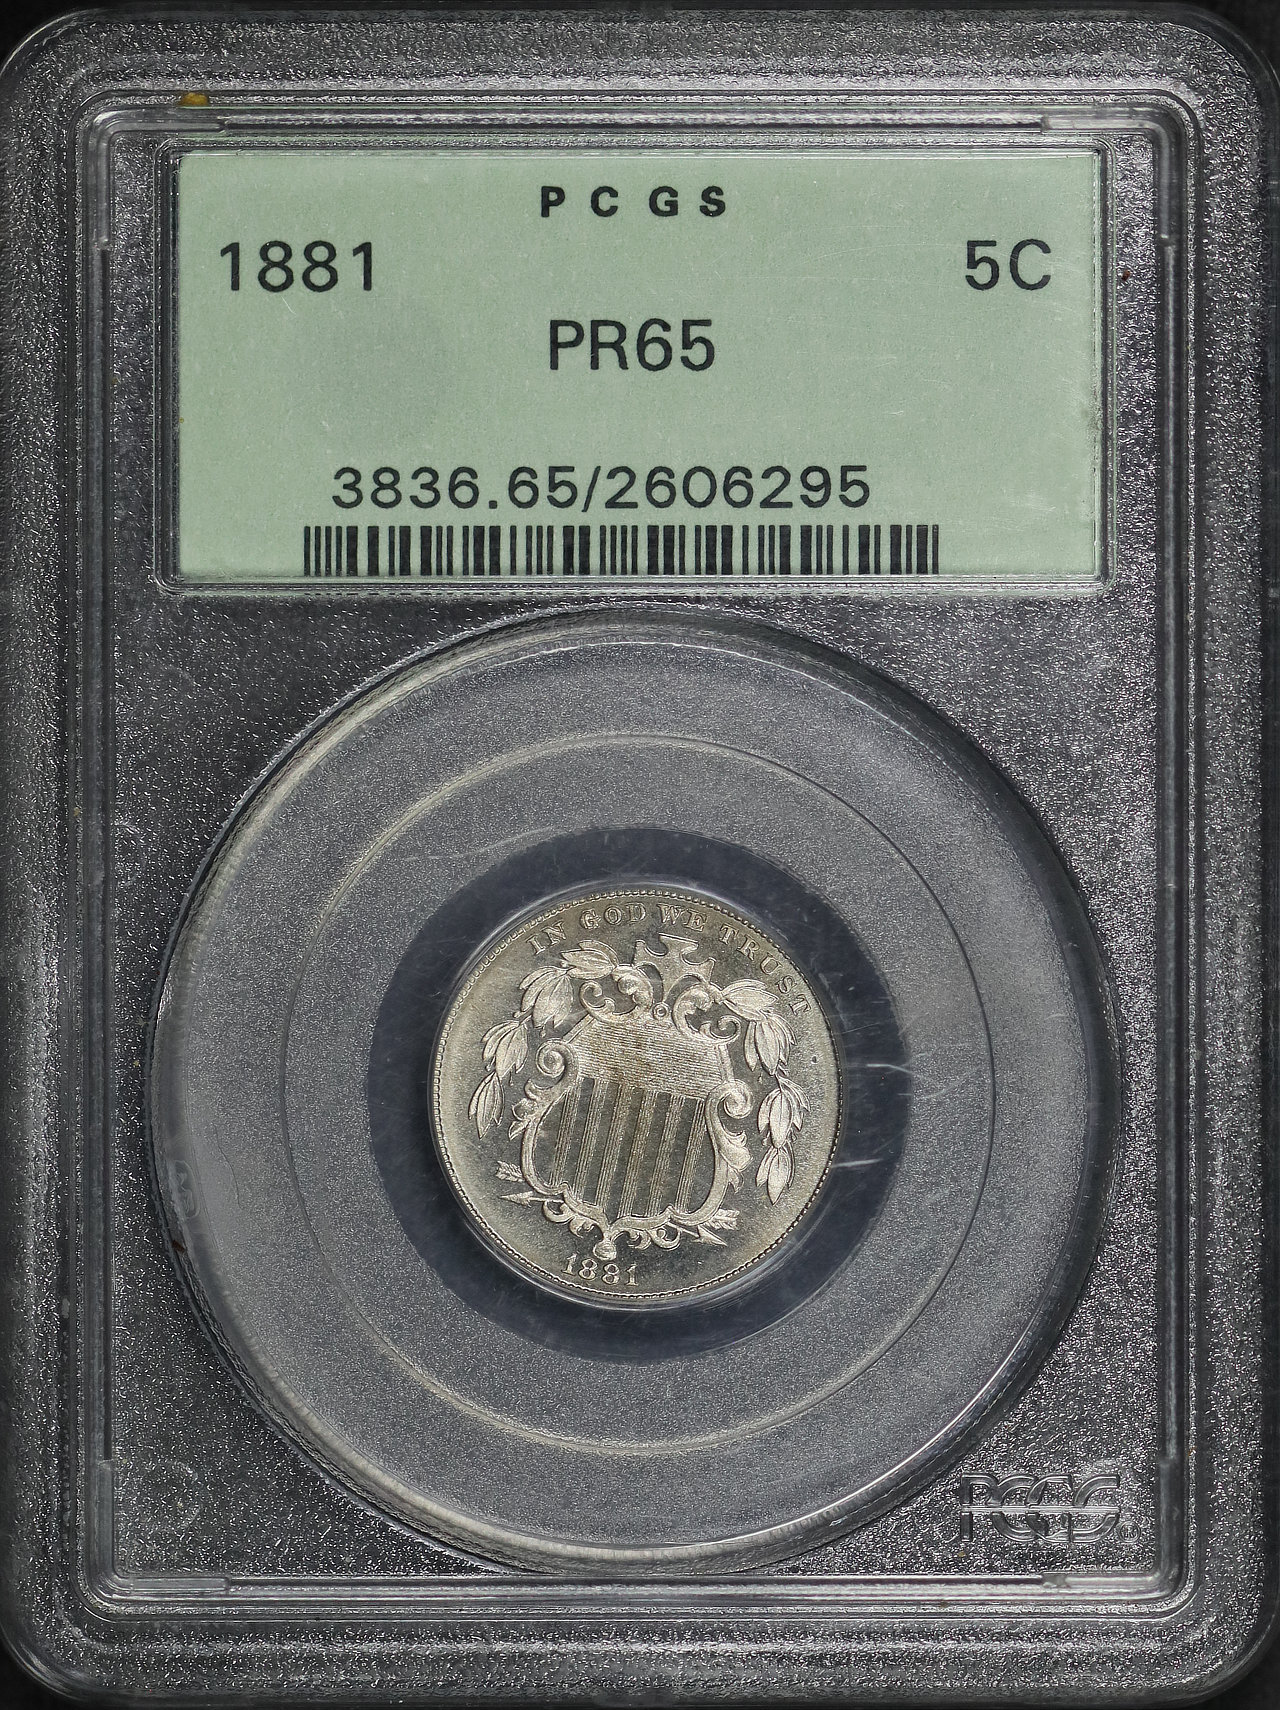 PCGS
1881 5C
PR65
3836.65/2606295
IN GOD WE TRUST
1881
PCGS